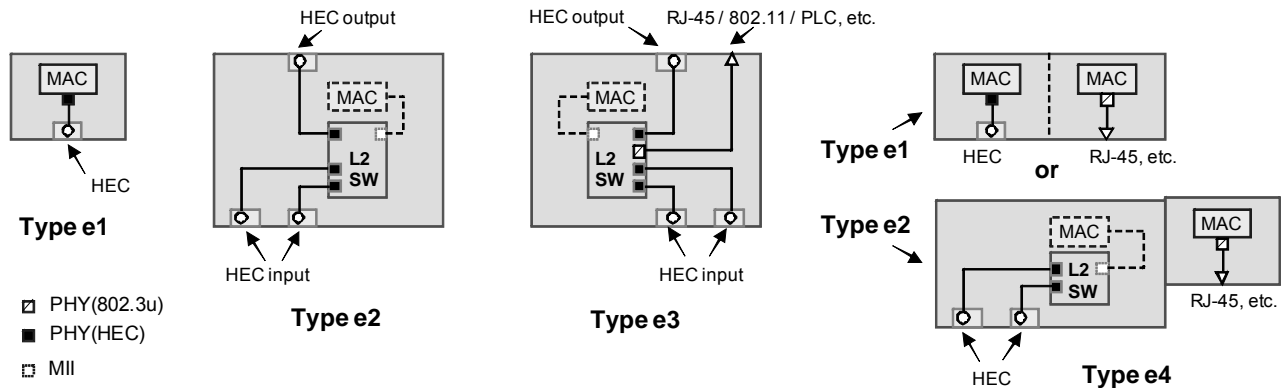 MAC
HEC
Type e1
PHY(802.3u)
PHY(HEC)
MII
HEC output
MAC
L2
SW
HEC input
Type e2
HEC output
RJ-45 / 802.11 / PLC, etc.
MAC
L2
SW
HEC input
Type e3
MAC
MAC
Type e1
HEC
RJ-45, etc.
or
Type e2
MAC
MAC
L2
SW
RJ-45, etc.
HEC
Type e4